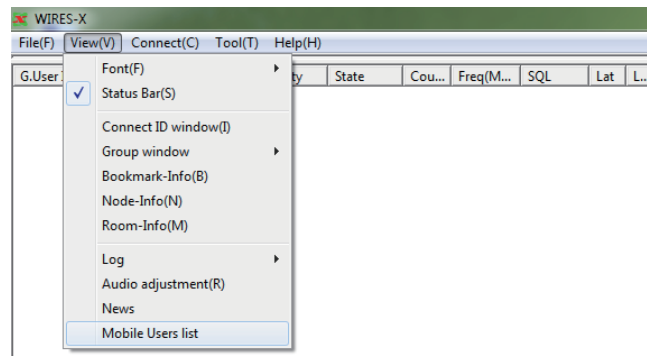 WIRES-X
File(F) View(V) Connect(C) Tool(T) Help(H)
G.User ty State Cou... Freq(M... SQL Lat L...
Font(F)
Status Bar(S)
Connect ID window(I)
Group window
Bookmark-Info(B)
Node-Info(N)
Room-Info(M)
Log
Audio adjustment(R)
News
Mobile Users list